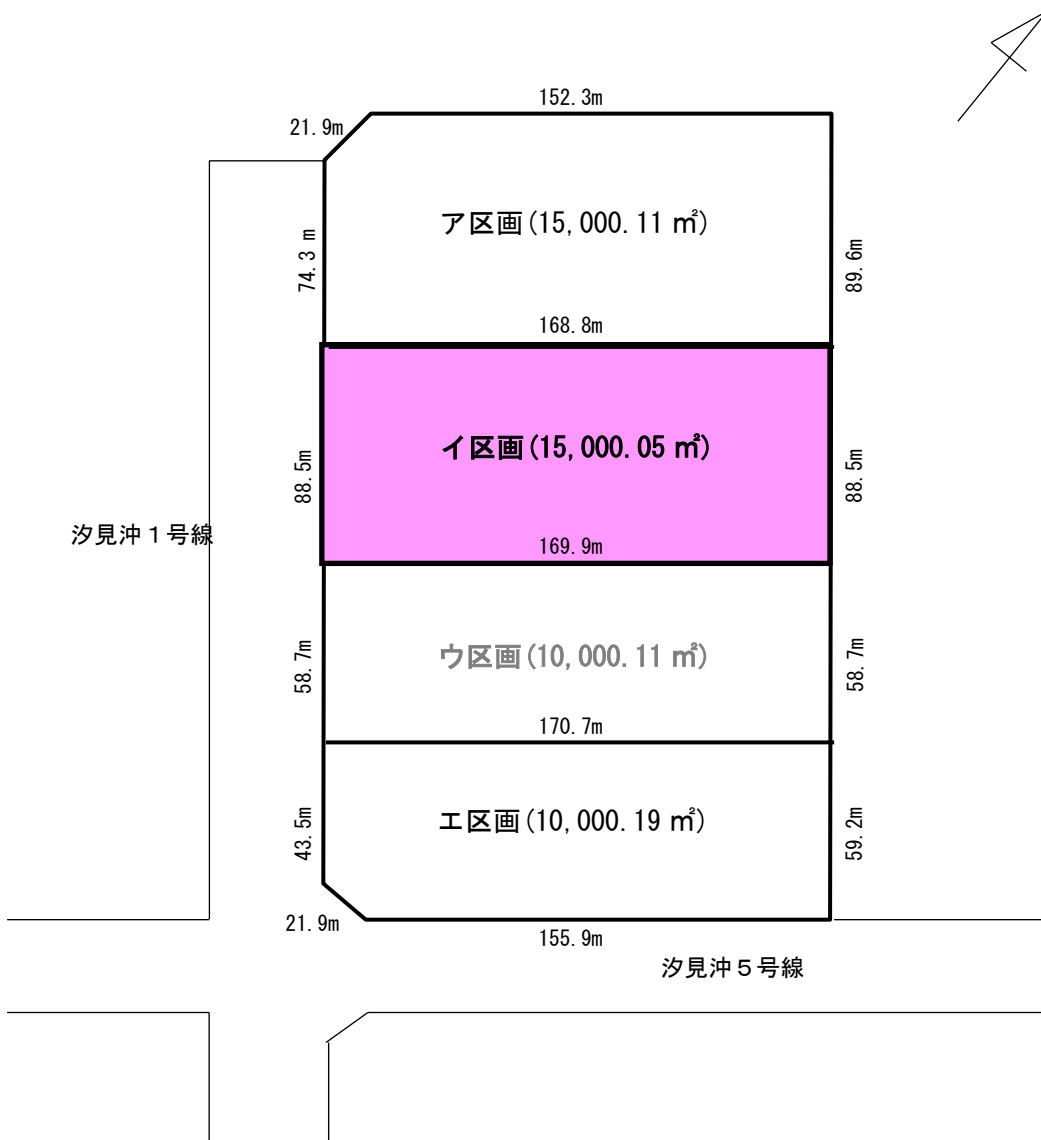 152.3m
21.9m
ア区画(15,000.11 ㎡)
74.3 m
89.6m
168.8m
イ区画(15,000.05 ㎡)
88.5m
88.5m
汐見沖１号線
169.9m
ウ区画(10,000.11 ㎡)
58.7m
58.7m
170.7m
エ区画(10,000.19 ㎡)
43.5m
59.2m
21.9m
155.9m
汐見沖５号線